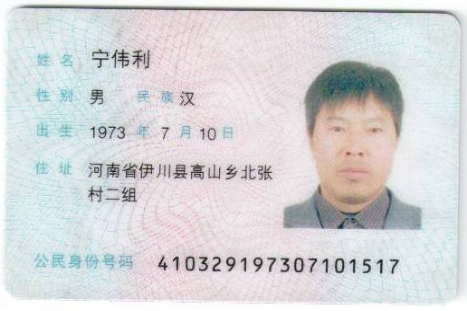 姓名 宁伟利
性别 男 民族 汉
出生 1973 年 7 月 10 日
住址 河南省伊川县高山乡北张
村二组
公民身份号码 410329197307101517